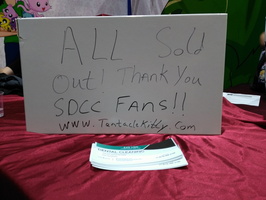 ALL Sold
Out! Thank You
SDCC Fans!!
www.TentacleKitty.com